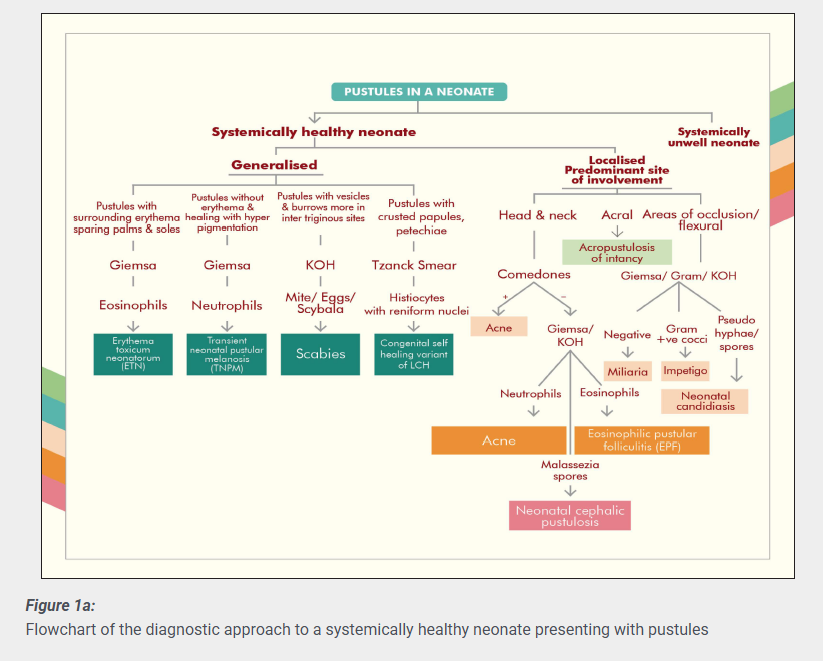 PUSTULES IN A NEONATE
Systemically healthy neonate
Systemically
unwell neonate
Generalised
Localised
Predominant site
of involvement
Pustules with
surrounding erythema
sparing palms & soles
Pustules without
erythema &
healing with hyper
pigmentation
Pustules with vesicles
& burrows more in
inter triginous sites
Pustules with
crusted papules,
petechiae
Head & neck
Acral
Areas of occlusion/
flexural
Acropustulosis
of intancy
Giemsa
Giemsa
KOH
Tzanck Smear
Comedones
Giemsa/ Gram/ KOH
Eosinophils
Neutrophils
Mite/ Eggs/
Scybala
Histiocytes
with reniform nuclei
+
–
Acne
Giemsa/
KOH
Negative
Gram
+ve cocci
Pseudo
hyphae/
spores
Erythema
toxicum
neonatorum
(ETN)
Transient
neonatal pustular
melanosis
(TNPM)
Scabies
Congenital self
healing variant
of LCH
Miliaria
Impetigo
Neonatal
candidiasis
Neutrophils
Eosinophils
Acne
Eosinophilic pustular
folliculitis (EPF)
Malassezia
spores
Neonatal cephalic
pustulosis
Figure 1a:
Flowchart of the diagnostic approach to a systemically healthy neonate presenting with pustules